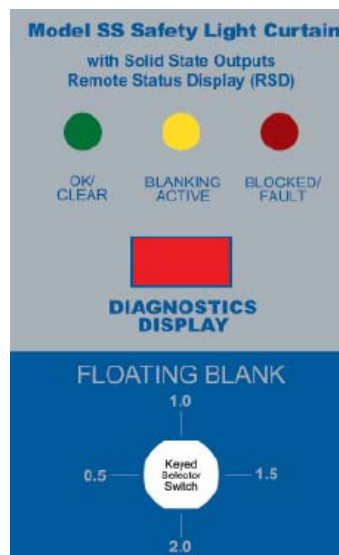 Model SS Safety Light Curtain
with Solid State Outputs
Remote Status Display (RSD)
OK/
CLEAR
BLANKING
ACTIVE
BLOCKED/
FAULT
DIAGNOSTICS
DISPLAY
FLOATING BLANK
1.0
0.5
Keyed
Selector
Switch
1.5
2.0